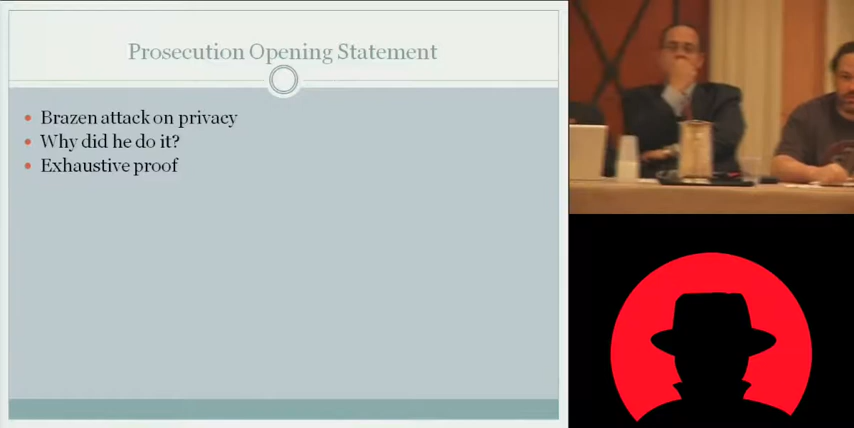 Prosecution Opening Statement
Brazen attack on privacy
Why did he do it?
Exhaustive proof